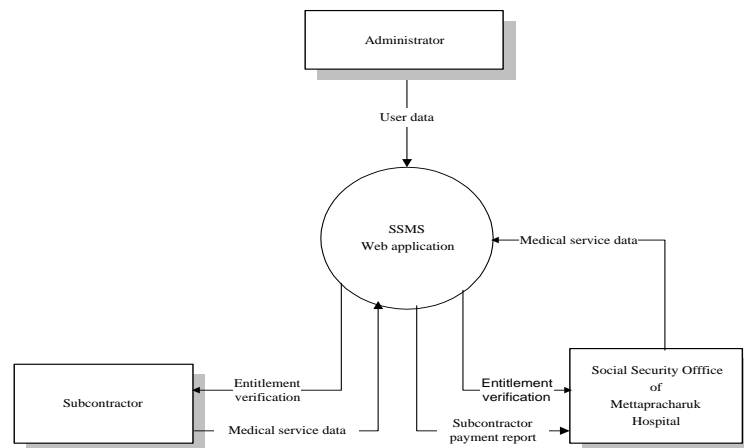 Administrator
User data
SSMS
Web application
Medical service data
Entitlement
verification
Subcontractor
Medical service data
Entitlement
verification
Subcontractor
payment report
Social Security Offfice
of
Mettapracharuk
Hospital